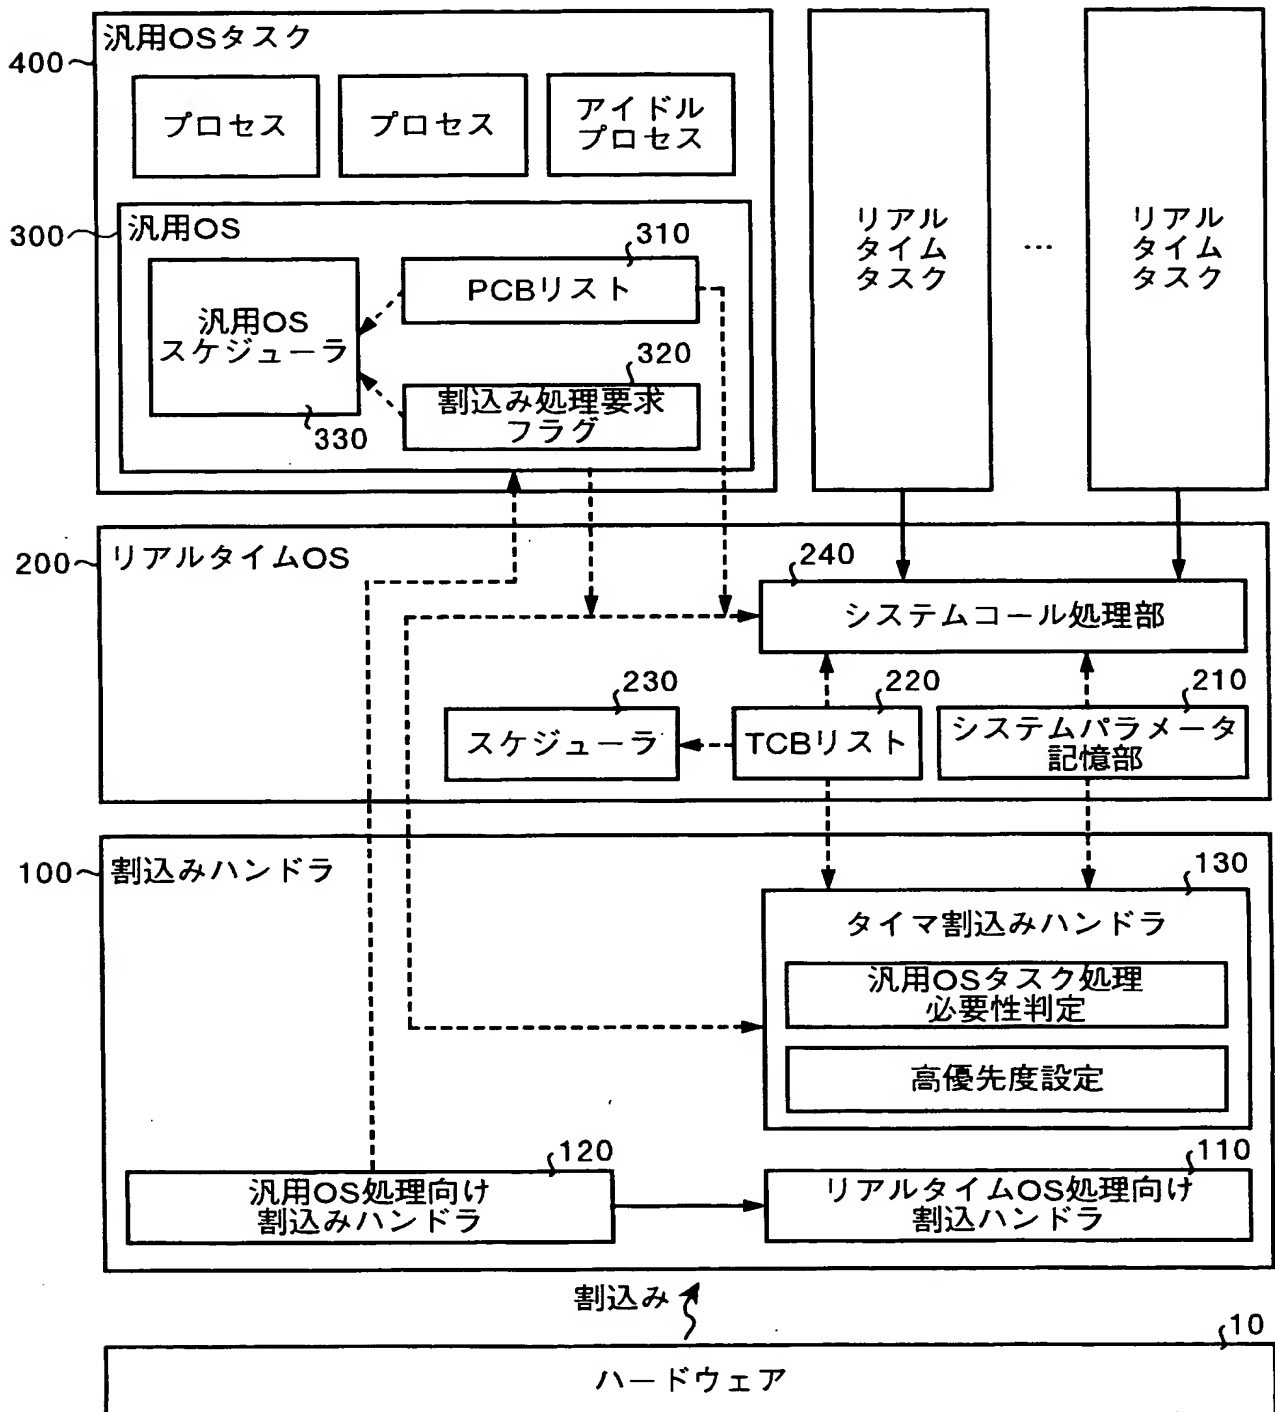 汎用OSタスク
400
プロセス
プロセス
アイドル
プロセス
リアル
タイム
タスク
…
リアル
タイム
タスク
300
汎用OS
310
PCBリスト
汎用OS
スケジューラ
330
320
割込み処理要求
フラグ
200
リアルタイムOS
240
システムコール処理部
230
スケジューラ
220
TCBリスト
210
システムパラメータ
記憶部
100
割込みハンドラ
130
タイマ割込みハンドラ
汎用OSタスク処理
必要性判定
高優先度設定
120
汎用OS処理向け
割込みハンドラ
110
リアルタイムOS処理向け
割込ハンドラ
割込み
10
ハードウェア